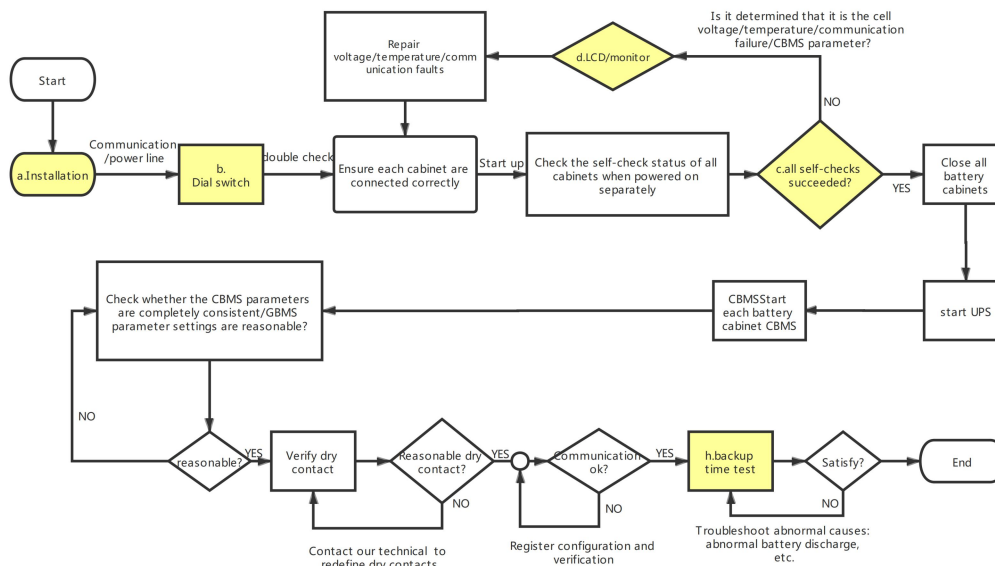 Is it determined that it is the cell
voltage/temperature/communication
failure/CBMS parameter?
Repair
voltage/temperature/comm
unication faults
d.LCD/monitor
Start
NO
Communication
/power line
a.Installation
b.
Dial switch
double check
Ensure each cabinet are
connected correctly
Start up
Check the self-check status of all
cabinets when powered on
separately
c.all self-checks
succeeded?
YES
Close all
battery
cabinets
Check whether the CBMS parameters
are completely consistent/GBMS
parameter settings are reasonable?
CBMSStart
each battery
cabinet CBMS
start UPS
NO
reasonable?
YES
Verify dry
contact
Reasonable dry
contact?
YES
NO
Communication
ok?
YES
NO
h.backup
time test
Satisfy?
NO
End
Contact our technical to
redefine dry contacts
Register configuration and
verification
Troubleshoot abnormal causes:
abnormal battery discharge,
etc.